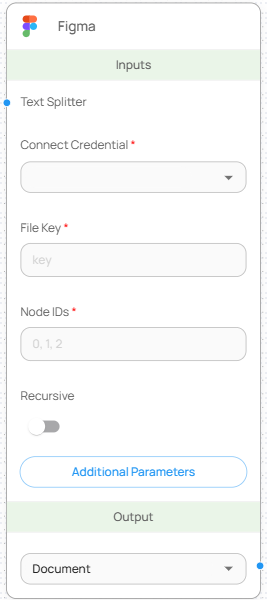 Figma
Inputs
Text Splitter
Connect Credential *
File Key *
key
Node IDs *
0, 1, 2
Recursive
Additional Parameters
Output
Document